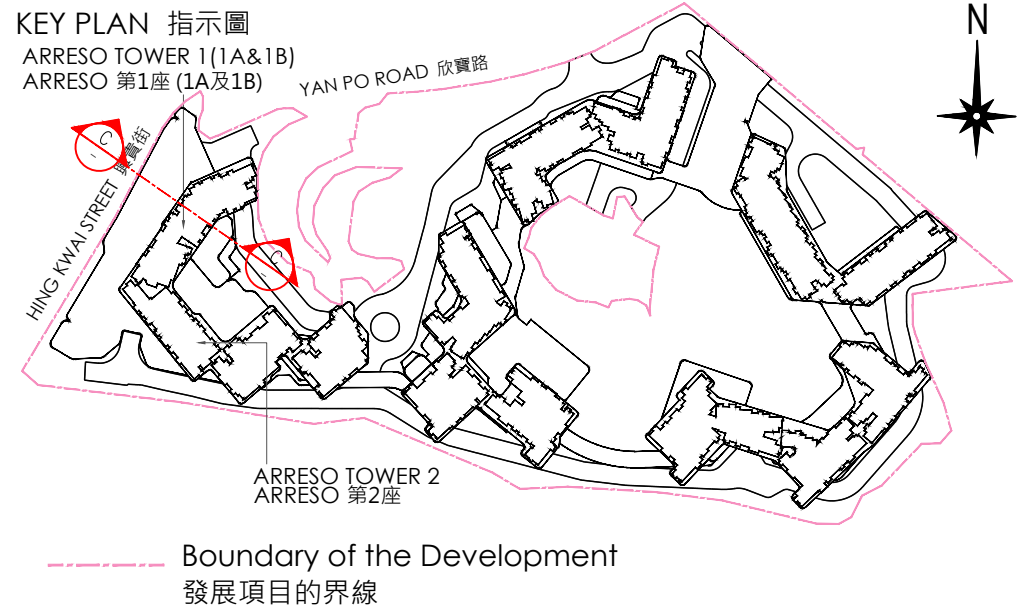 KEY PLAN 指示圖
ARRESO TOWER 1(1A&1B)
ARRESO 第1座 (1A及1B)
N
YAN PO ROAD 欣寶路
HING KWAI STREET 興貴街
C
C
ARRESO TOWER 2
ARRESO 第2座
Boundary of the Development
發展項目的界線